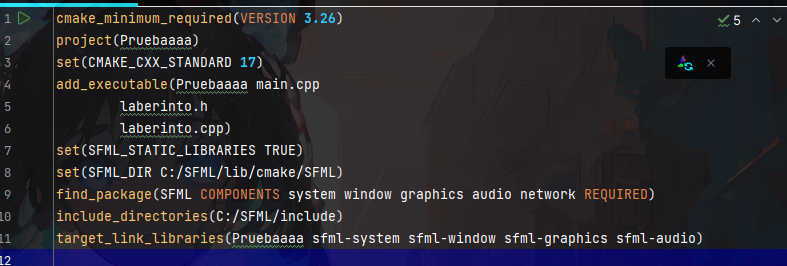 1 cmake_minimum_required(VERSION 3.26)
2 project(Pruebaaaa)
3 set(CMAKE_CXX_STANDARD 17)
4 add_executable(Pruebaaaa main.cpp
5 laberinto.h
6 laberinto.cpp)
7 set(SFML_STATIC_LIBRARIES TRUE)
8 set(SFML_DIR C:/SFML/lib/cmake/SFML)
9 find_package(SFML COMPONENTS system window graphics audio network REQUIRED)
10 include_directories(C:/SFML/include)
11 target_link_libraries(Pruebaaaa sfml-system sfml-window sfml-graphics sfml-audio)
12
5